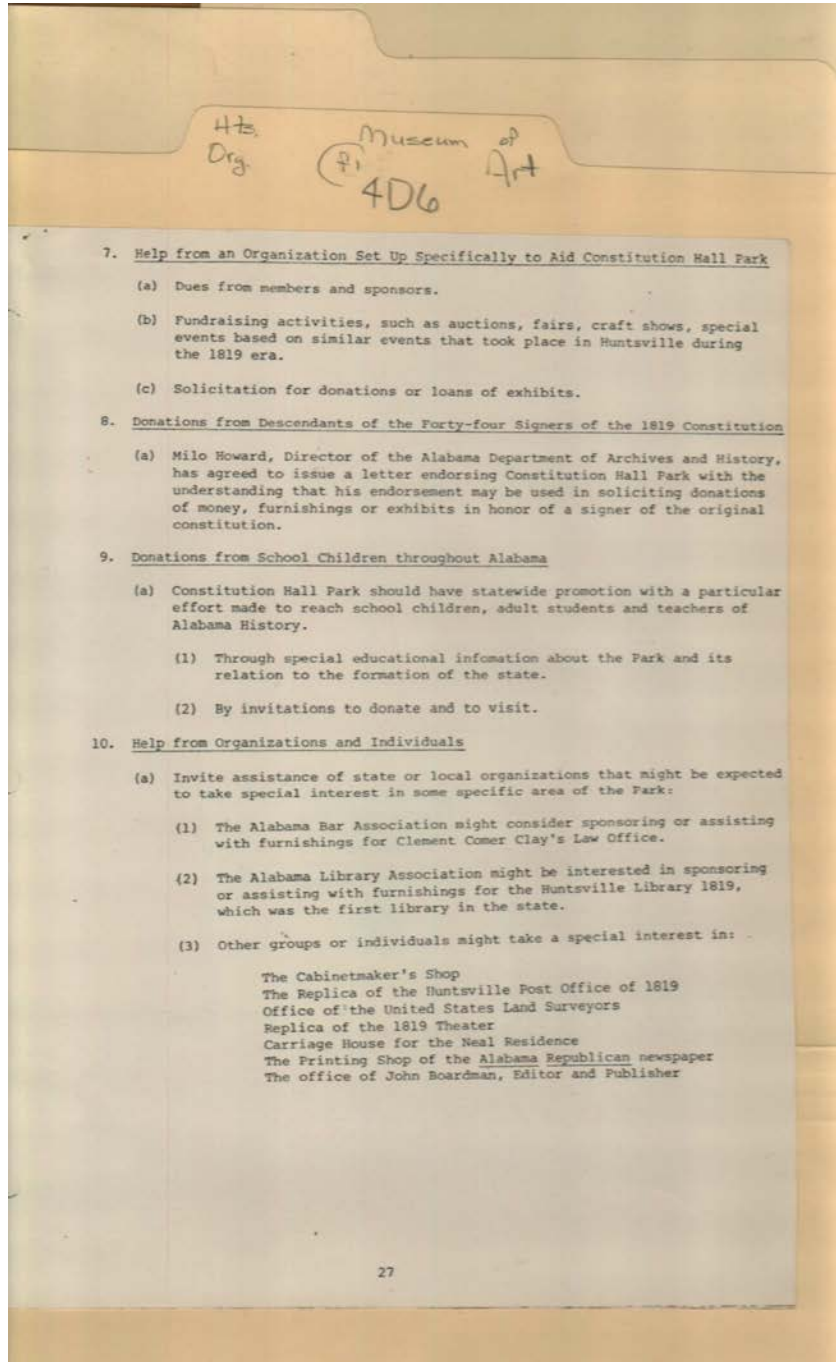 Hts.
Org.
Museum of
Art
4D6
7. Help from an Organization Set Up Specifically to Aid Constitution Hall Park
(a) Dues from members and sponsors.
(b) Fundraising activities, such as auctions, fairs, craft shows, special
events based on similar events that took place in Huntsville during
the 1819 era.
(c) Solicitation for donations or loans of exhibits.
8. Donations from Descendants of the Forty-four Signers of the 1819 Constitution
(a) Milo Howard, Director of the Alabama Department of Archives and History,
has agreed to issue a letter endorsing Constitution Hall Park with the
understanding that his endorsement may be used in soliciting donations
of money, furnishings or exhibits in honor of a signer of the original
constitution.
9. Donations from School Children throughout Alabama
(a) Constitution Hall Park should have statewide promotion with a particular
effort made to reach school children, adult students and teachers of
Alabama History.
(1) Through special educational infomation about the Park and its
relation to the formation of the state.
(2) By invitations to donate and to visit.
10. Help from Organizations and Individuals
(a) Invite assistance of state or local organizations that might be expected
to take special interest in some specific area of the Park:
(1) The Alabama Bar Association might consider sponsoring or assisting
with furnishings for Clement Comer Clay's Law Office.
(2) The Alabama Library Association might be interested in sponsoring
or assisting with furnishings for the Huntsville Library 1819,
which was the first library in the state.
(3) Other groups or individuals might take a special interest in:
The Cabinetmaker's Shop
The Replica of the Huntsville Post Office of 1819
Office of the United States Land Surveyors
Replica of the 1819 Theater
Carriage House for the Neal Residence
The Printing Shop of the Alabama Republican newspaper
The office of John Boardman, Editor and Publisher
27